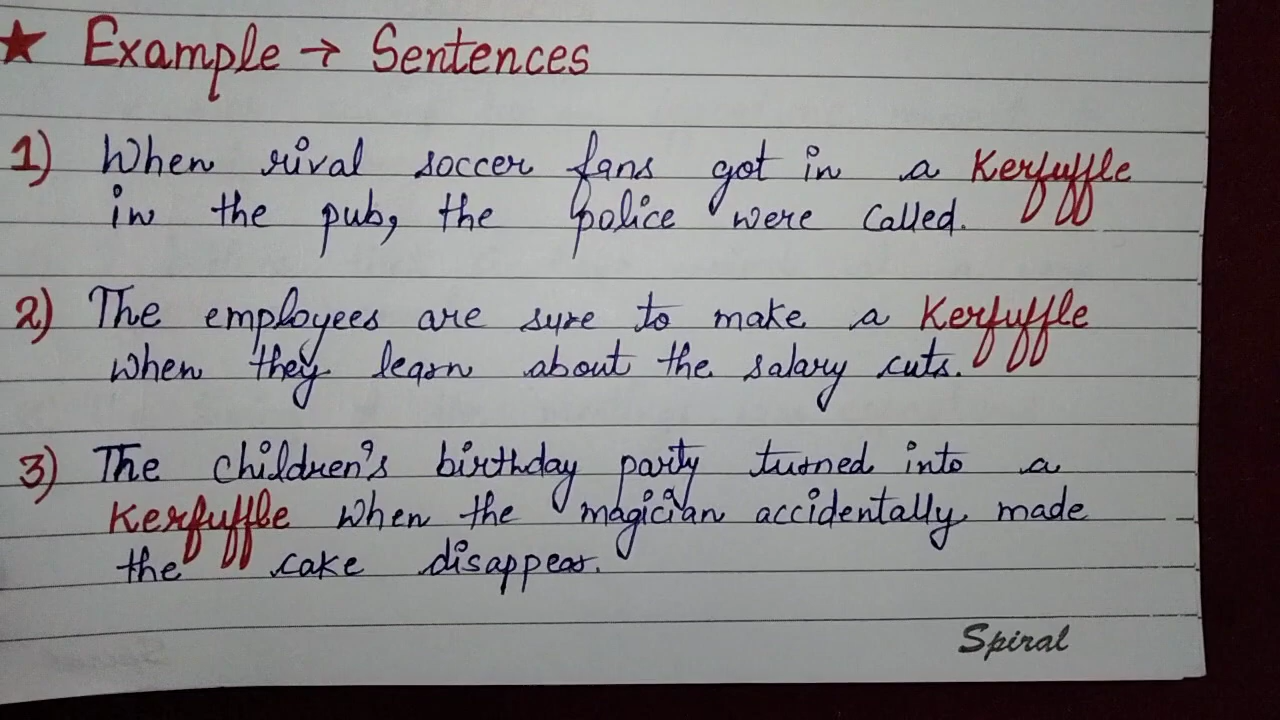 ★ Example → Sentences
1) When rival soccer fans got in a Kerfuffle
in the pub, the police were called.
2) The employees are sure to make a Kerfuffle
when they learn about the salary cuts.
3) The children's birthday party turned into a
Kerfuffle when the magician accidentally made
the cake disappear.
Spiral